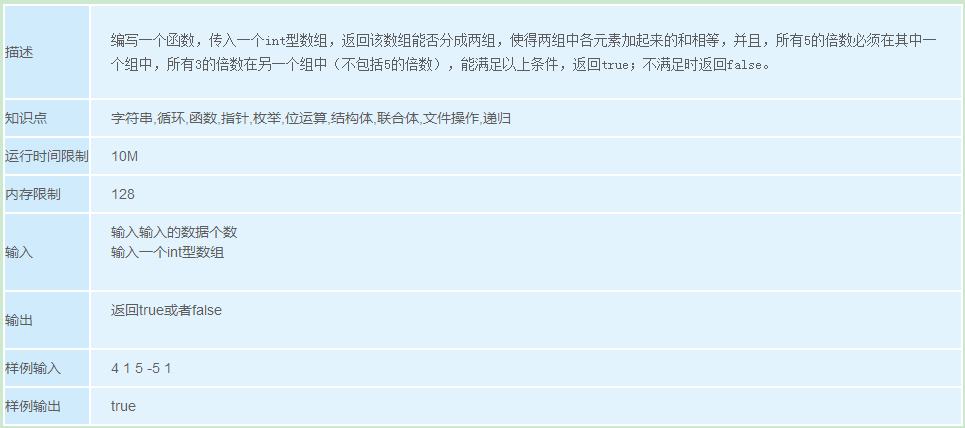 描述
编写一个函数，传入一个int型数组，返回该数组能否分成两组，使得两组中各元素加起来的和相等，并且，所有5的倍数必须在其中一
个组中，所有3的倍数在另一个组中（不包括5的倍数），能满足以上条件，返回true；不满足时返回false。
知识点
字符串,循环,函数,指针,枚举,位运算,结构体,联合体,文件操作,递归
运行时间限制
10M
内存限制
128
输入
输入输入的数据个数
输入一个int型数组
输出
返回true或者false
样例输入
4 1 5 -5 1
样例输出
true